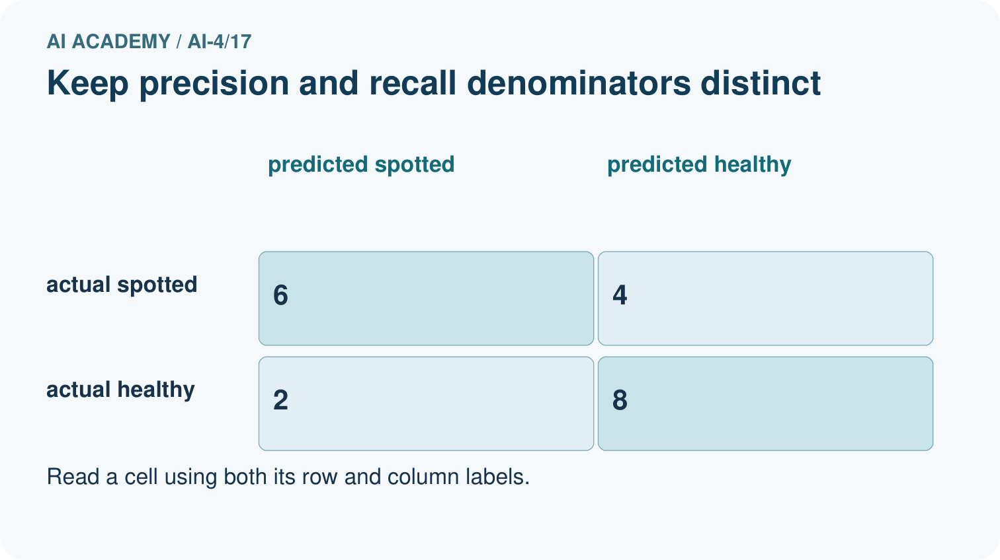 AI ACADEMY / AI-4/17
Keep precision and recall denominators distinct
predicted spotted predicted healthy
actual spotted 6 4
actual healthy 2 8
Read a cell using both its row and column labels.